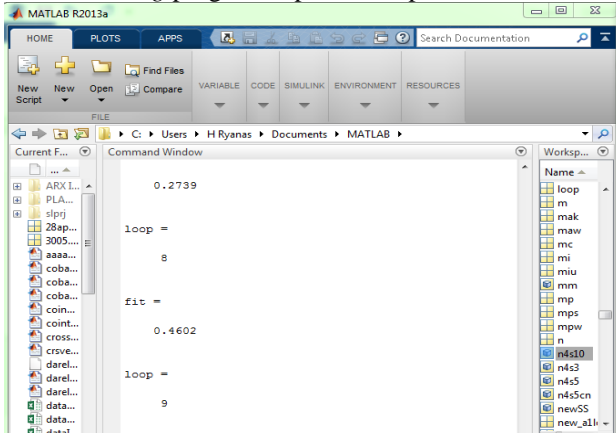 MATLAB R2013a
HOME PLOTS APPS Search Documentation
New Script
New
Open
Find Files
Compare
VARIABLE CODE SIMULINK ENVIRONMENT RESOURCES
FILE
C: Users H Ryanas Documents MATLAB
Current F...
Command Window
Worksp...
...
Name
ARX I...
PLA...
slprj
28ap...
3005....
aaaa...
coba...
coba...
coba...
coin...
coint...
cross...
crsve...
darel...
darel...
darel...
data...
data...
0.2739
loop =
8
fit =
0.4602
loop =
9
loop
m
mak
maw
mc
mi
miu
mm
mp
mps
mpw
n
n4s10
n4s3
n4s5
n4s5cn
newSS